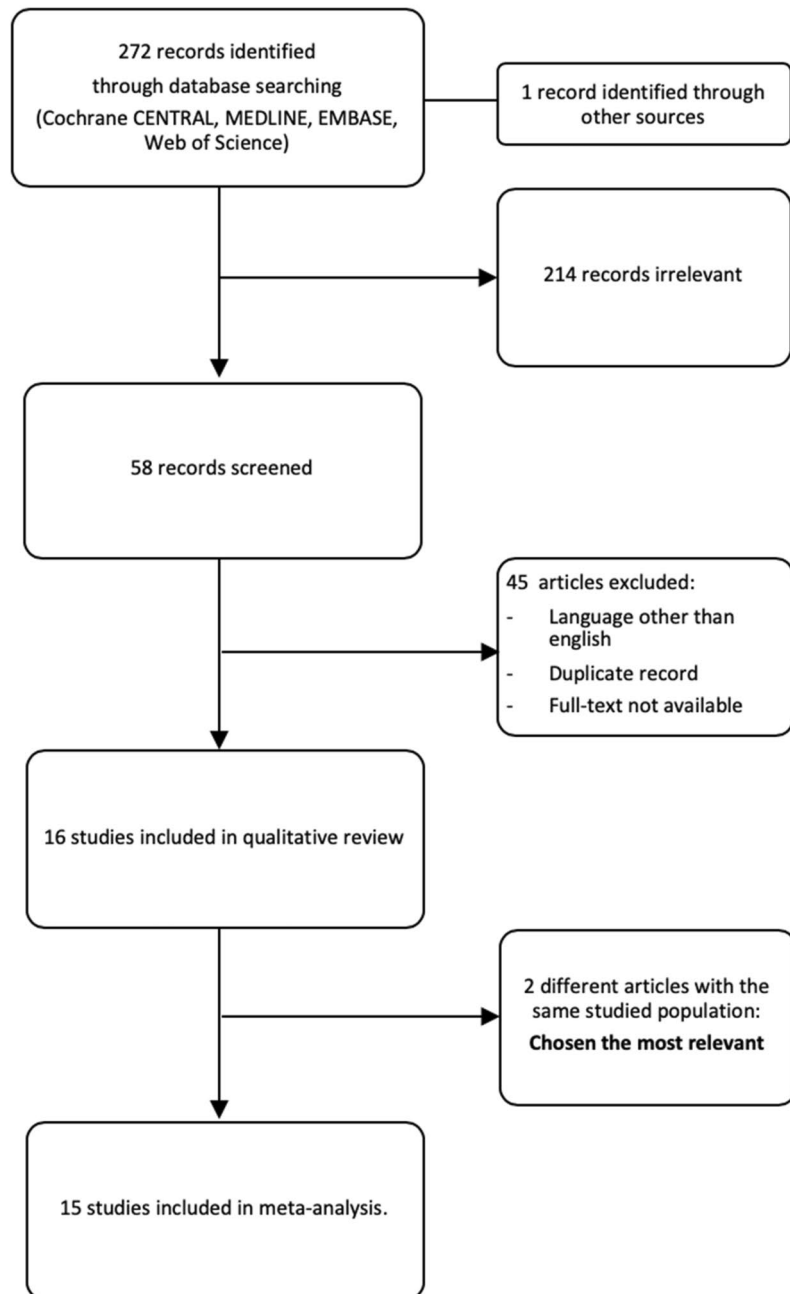 272 records identified
through database searching
(Cochrane CENTRAL, MEDLINE, EMBASE,
Web of Science)
1 record identified through
other sources
214 records irrelevant
58 records screened
45 articles excluded:
- Language other than
english
- Duplicate record
- Full-text not available
16 studies included in qualitative review
2 different articles with the
same studied population:
Chosen the most relevant
15 studies included in meta-analysis.